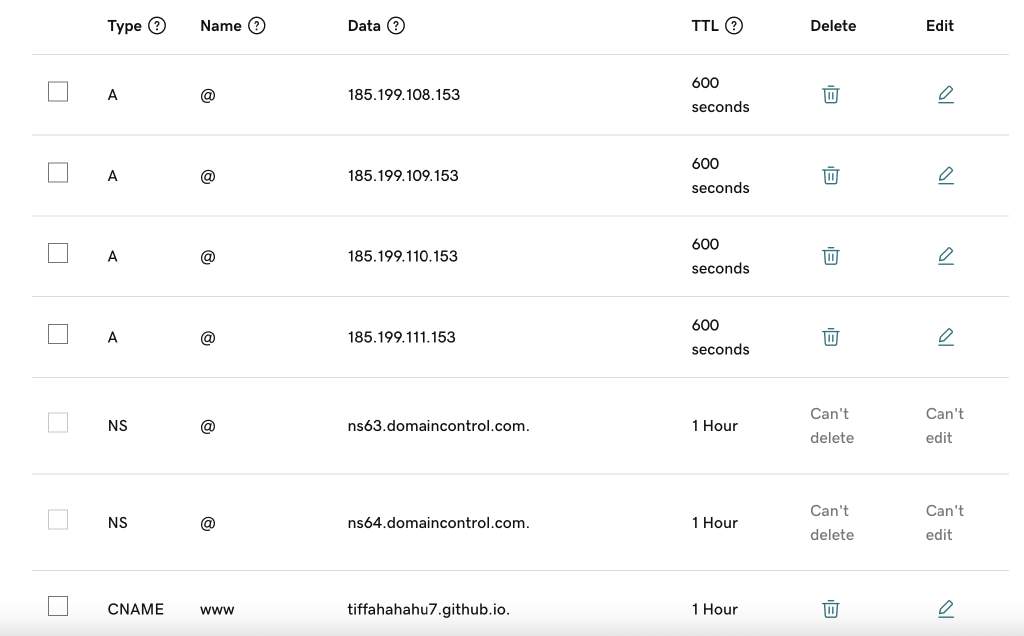 Type ? Name ? Data ? TTL ? Delete Edit
A @ 185.199.108.153 600 seconds
A @ 185.199.109.153 600 seconds
A @ 185.199.110.153 600 seconds
A @ 185.199.111.153 600 seconds
NS @ ns63.domaincontrol.com. 1 Hour Can't delete Can't edit
NS @ ns64.domaincontrol.com. 1 Hour Can't delete Can't edit
CNAME www tiffahahahu7.github.io. 1 Hour